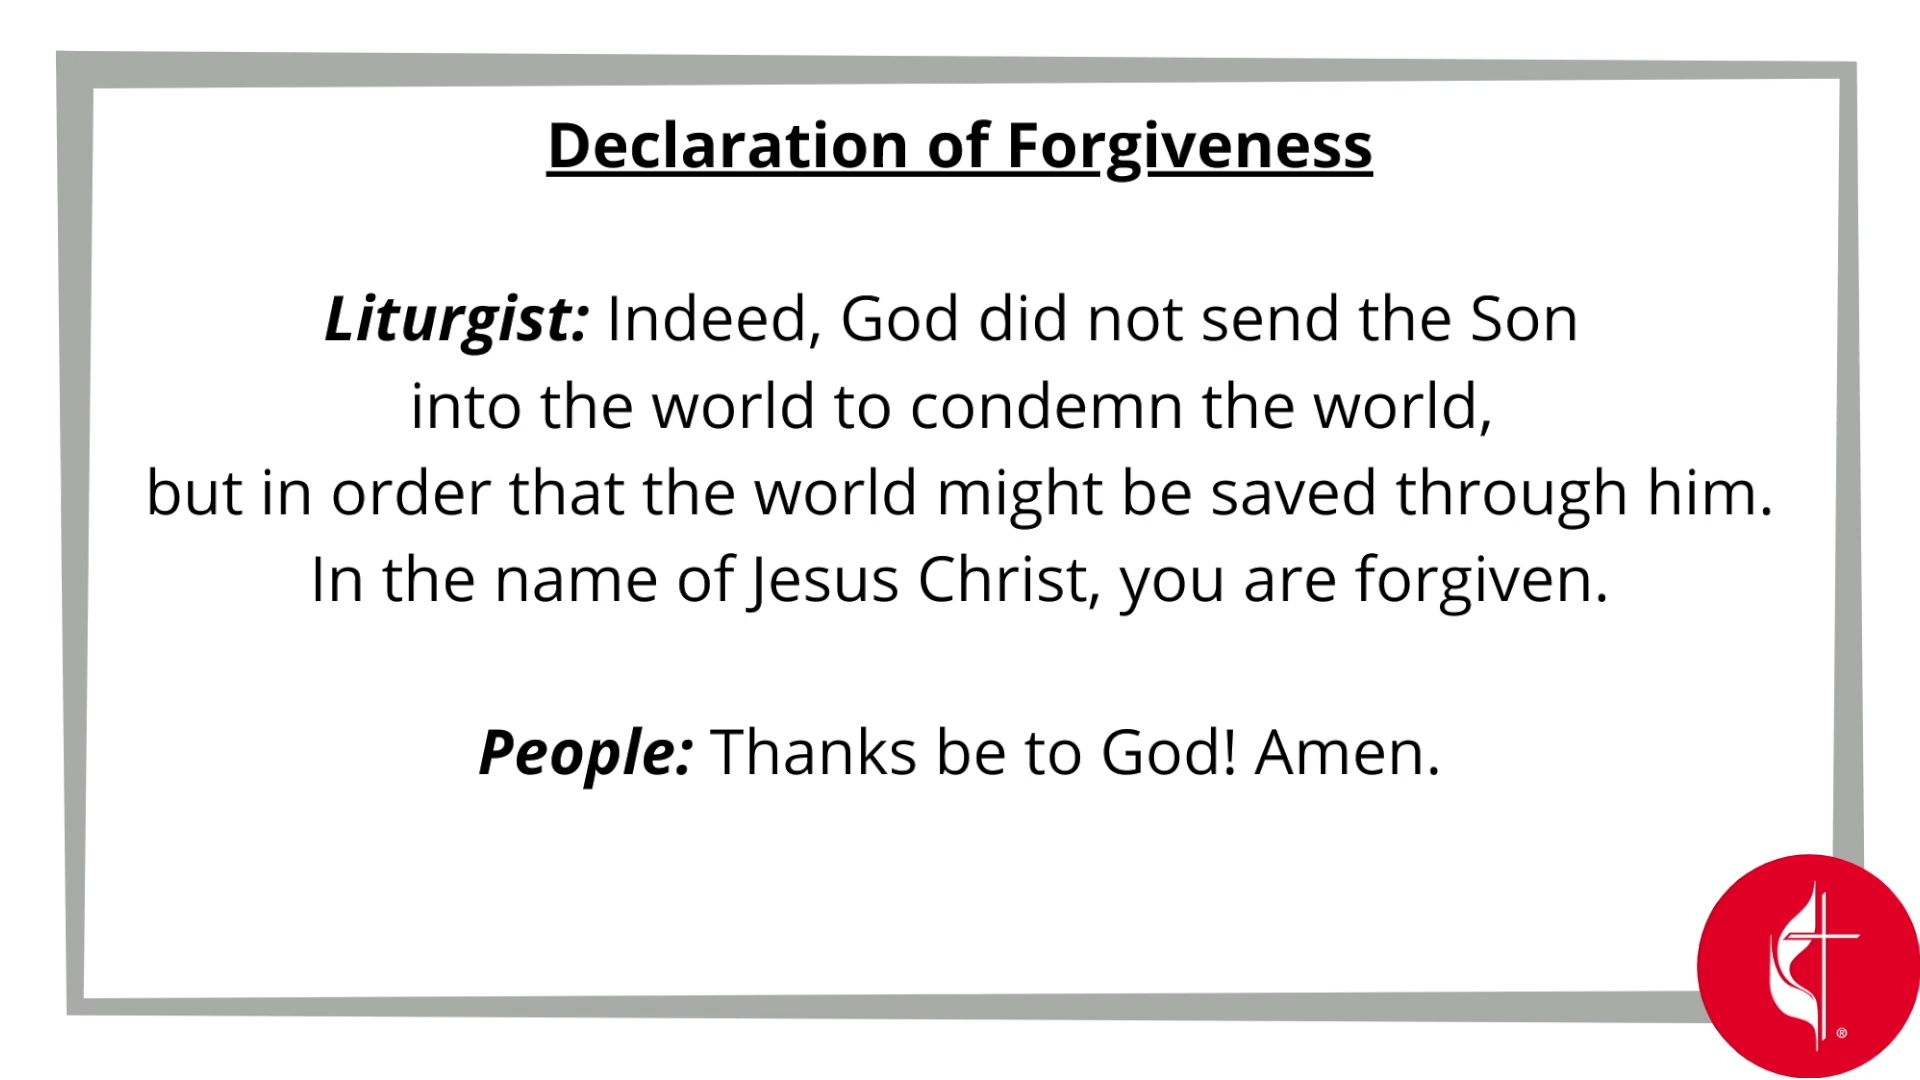 Declaration of Forgiveness
Liturgist: Indeed, God did not send the Son
into the world to condemn the world,
but in order that the world might be saved through him.
In the name of Jesus Christ, you are forgiven.
People: Thanks be to God! Amen.
®